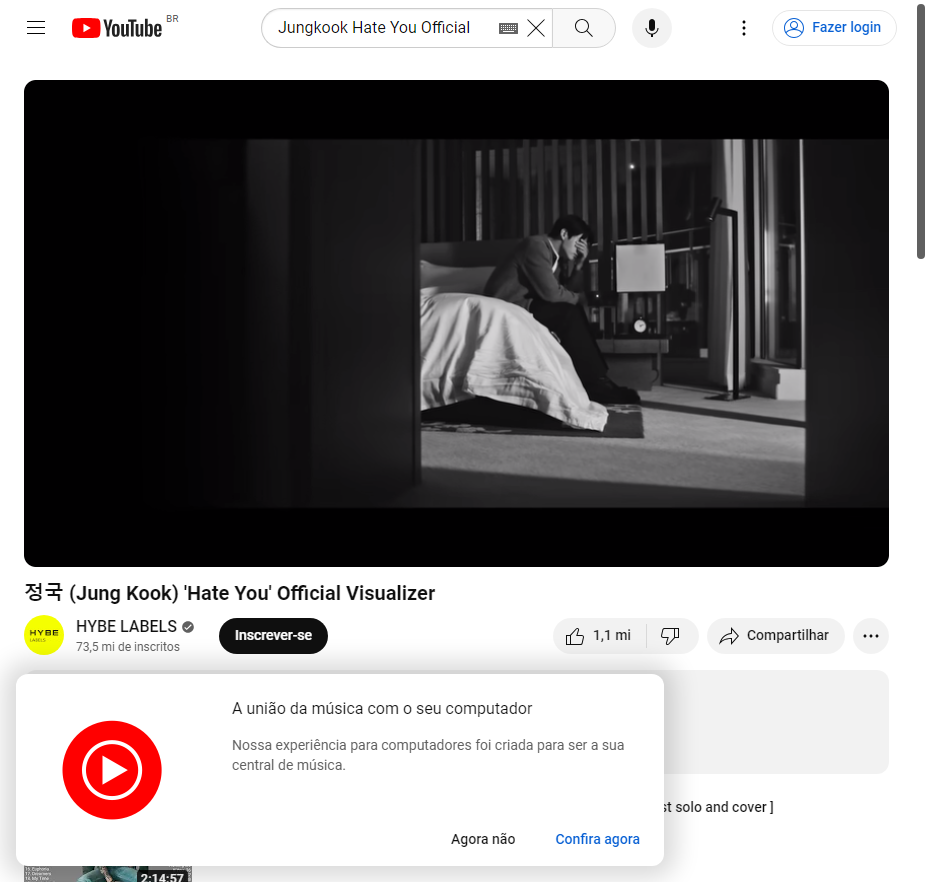 YouTube BR
Jungkook Hate You Official
Fazer login
정국 (Jung Kook) 'Hate You' Official Visualizer
HYBE LABELS
HYBE LABELS
73,5 mi de inscritos
Inscrever-se
1,1 mi
Compartilhar
A união da música com o seu computador
Nossa experiência para computadores foi criada para ser a sua
central de música.
solo and cover ]
Agora não
Confira agora
2:14:57